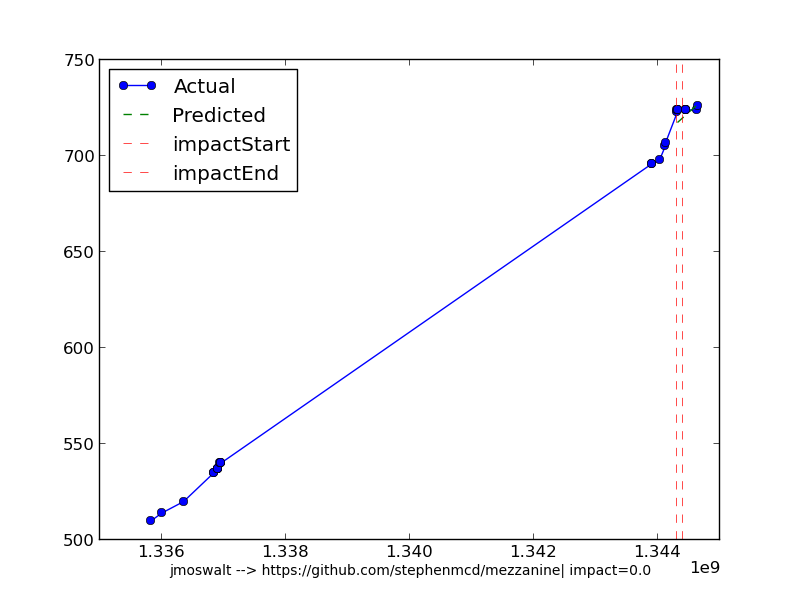 750
700
650
600
550
500
Actual
Predicted
impactStart
impactEnd
1.336 1.338 1.340 1.342 1.344
1e9
jmoswalt --> https://github.com/stephenmcd/mezzanine| impact=0.0